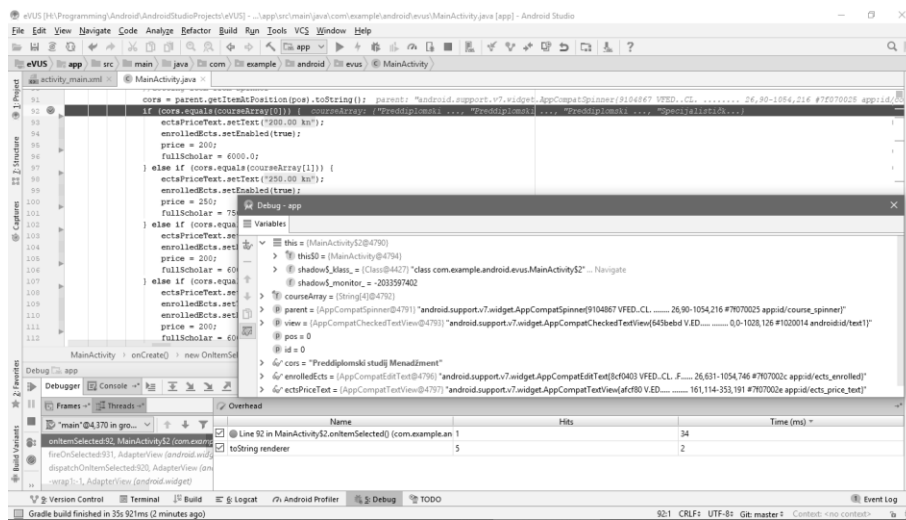 eVUS [H:\Programming\Android\AndroidStudioProjects\eVUS] - ...\app\src\main\java\com\example\android\evus\MainActivity.java [app] - Android Studio
File Edit View Navigate Code Analyze Refactor Build Run Tools VCS Window Help
app
eVUS app src main java com example android evus MainActivity
activity_main.xml MainActivity.java
91 cors = parent.getItemAtPosition(pos).toString(); parent: "android.support.v7.widget.AppCompatSpinner{9104867 VFED..CL. ........ 26,90-1054,216 #7f070025 app:id/co
92 if (cors.equals(courseArray[0])) { courseArray: {"Preddiplomski ..., "Preddiplomski ..., "Preddiplomski ..., "Specijalističk...}
93 ectsPriceText.setText("200.00 kn");
94 enrolledEcts.setEnabled(true);
95 price = 200;
96 fullScholar = 6000.0;
97 } else if (cors.equals(courseArray[1])) {
98 ectsPriceText.setText("250.00 kn");
99 enrolledEcts.setEnabled(true);
100 price = 250;
101 fullScholar = 75
102 } else if (cors.equa
103 ectsPriceText.se
104 enrolledEcts.set
105 price = 200;
106 fullScholar = 60
107 } else if (cors.equa
108 ectsPriceText.se
109 enrolledEcts.set
110 price = 200;
111 fullScholar = 60
112
MainActivity onCreate() new OnItemSel
1: Project
7: Structure
Captures
2: Favorites
Build Variants
Debug - app
Variables
this = {MainActivity$2@4790}
this$0 = {MainActivity@4794}
shadow$_klass_ = {Class@4427} "class com.example.android.evus.MainActivity$2" ... Navigate
shadow$_monitor_ = -2033597402
courseArray = {String[4]@4792}
parent = {AppCompatSpinner@4791} "android.support.v7.widget.AppCompatSpinner{9104867 VFED..CL. ........ 26,90-1054,216 #7f070025 app:id/course_spinner}"
view = {AppCompatCheckedTextView@4793} "android.support.v7.widget.AppCompatCheckedTextView{645bebd V.ED..... ........ 0,0-1028,126 #1020014 android:id/text1}"
pos = 0
id = 0
cors = "Preddiplomski studij Menadžment"
enrolledEcts = {AppCompatEditText@4796} "android.support.v7.widget.AppCompatEditText{8cf0403 VFED..CL. .F...... 26,631-1054,746 #7f07002c app:id/ects_enrolled}"
ectsPriceText = {AppCompatTextView@4797} "android.support.v7.widget.AppCompatTextView{afcf80 V.ED..... ........ 161,114-353,191 #7f07002e app:id/ects_price_text}"
Debug app
Debugger Console
Frames Threads
"main"@4,370 in gro...
onItemSelected:92, MainActivity$2 (com.examp
fireOnSelected:931, AdapterView (android.widg
dispatchOnItemSelected:920, AdapterView (an
-wrap1:-1, AdapterView (android.widget)
Overhead
Name Hits Time (ms)
Line 92 in MainActivity$2.onItemSelected() (com.example.an 1 34
toString renderer 5 2
9: Version Control Terminal Build 6: Logcat Android Profiler 5: Debug TODO Event Log
Gradle build finished in 35s 921ms (2 minutes ago) 92:1 CRLF UTF-8 Git: master Context: <no context>